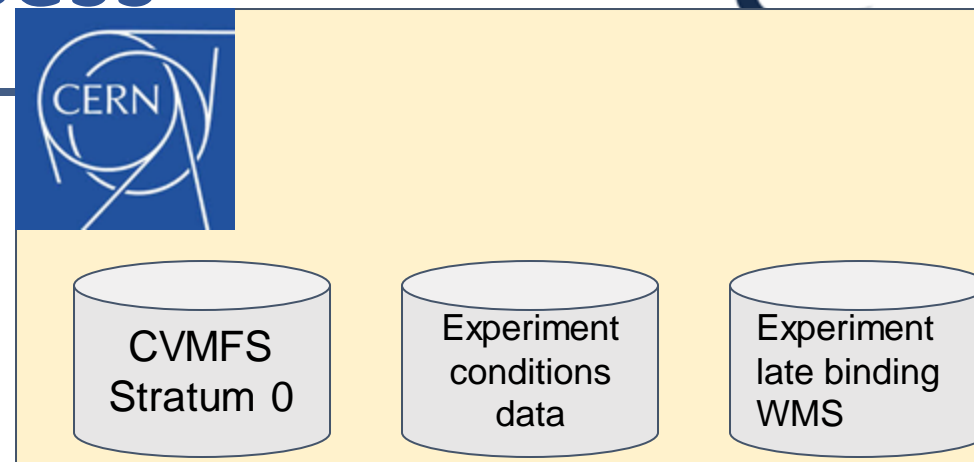 CERN
CVMFS
Stratum 0
Experiment
conditions
data
Experiment
late binding
WMS